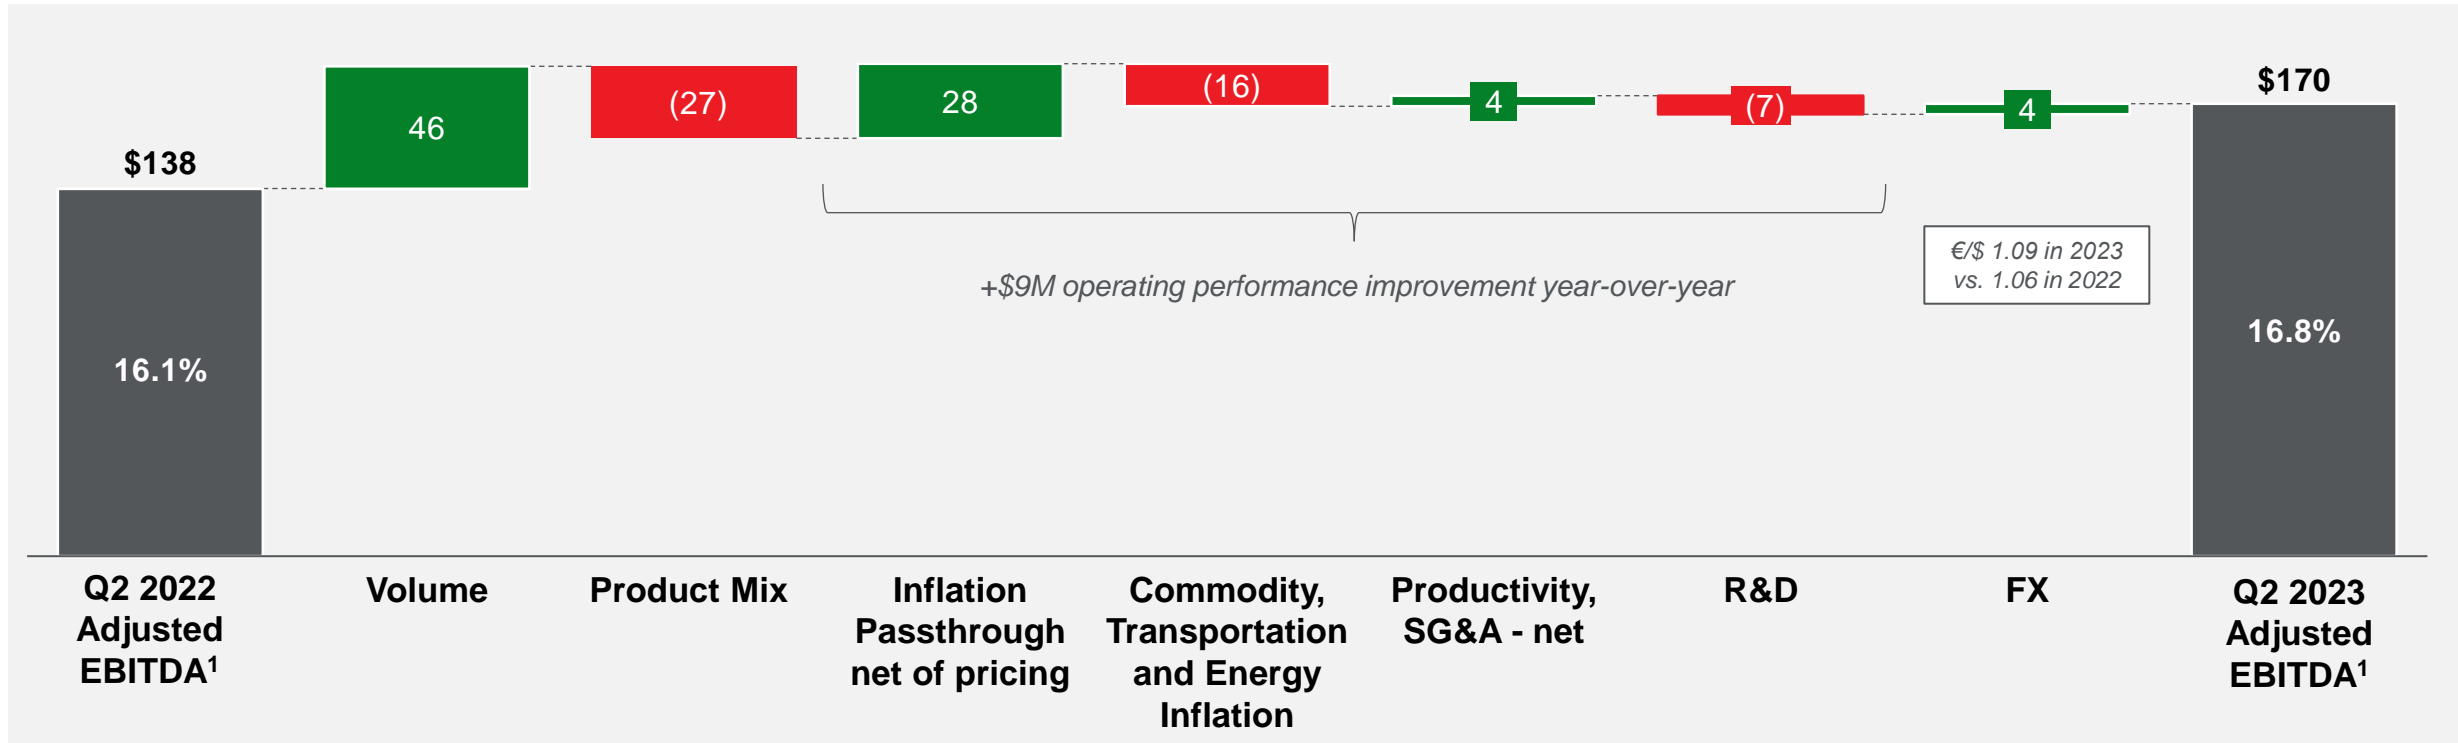 $138
46
(27)
28
(16)
4
(7)
4
$170
+$9M operating performance improvement year-over-year
€/$ 1.09 in 2023
vs. 1.06 in 2022
16.1%
16.8%
Q2 2022
Adjusted
EBITDA¹
Volume
Product Mix
Inflation
Passthrough
net of pricing
Commodity,
Transportation
and Energy
Inflation
Productivity,
SG&A - net
R&D
FX
Q2 2023
Adjusted
EBITDA¹